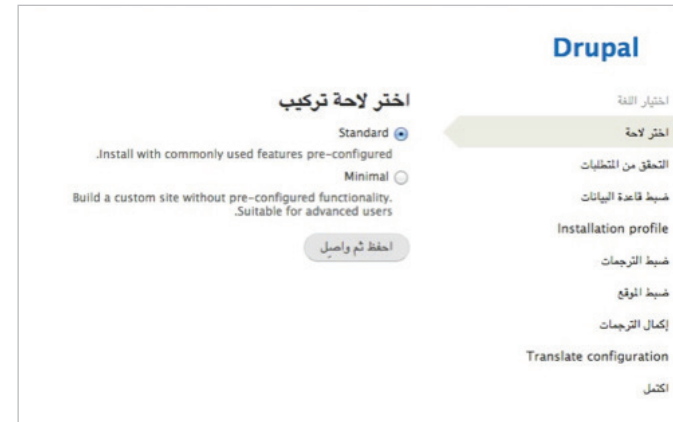 Drupal
اختيار اللغة
اختر لاحة
التحقق من المتطلبات
ضبط قاعدة البيانات
Installation profile
ضبط الترجمات
ضبط الموقع
إكمال الترجمات
Translate configuration
اكتمل
اختر لاحة تركيب
Standard
.Install with commonly used features pre-configured
Minimal
Build a custom site without pre-configured functionality.
.Suitable for advanced users
احفظ ثم واصِل